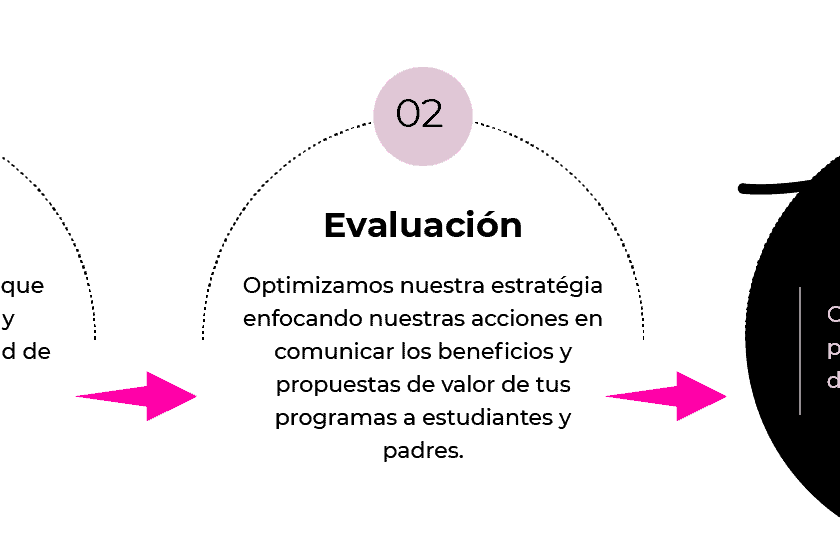 02
Evaluación
Optimizamos nuestra estratégia
enfocando nuestras acciones en
comunicar los beneficios y
propuestas de valor de tus
programas a estudiantes y
padres.
que
y
d de